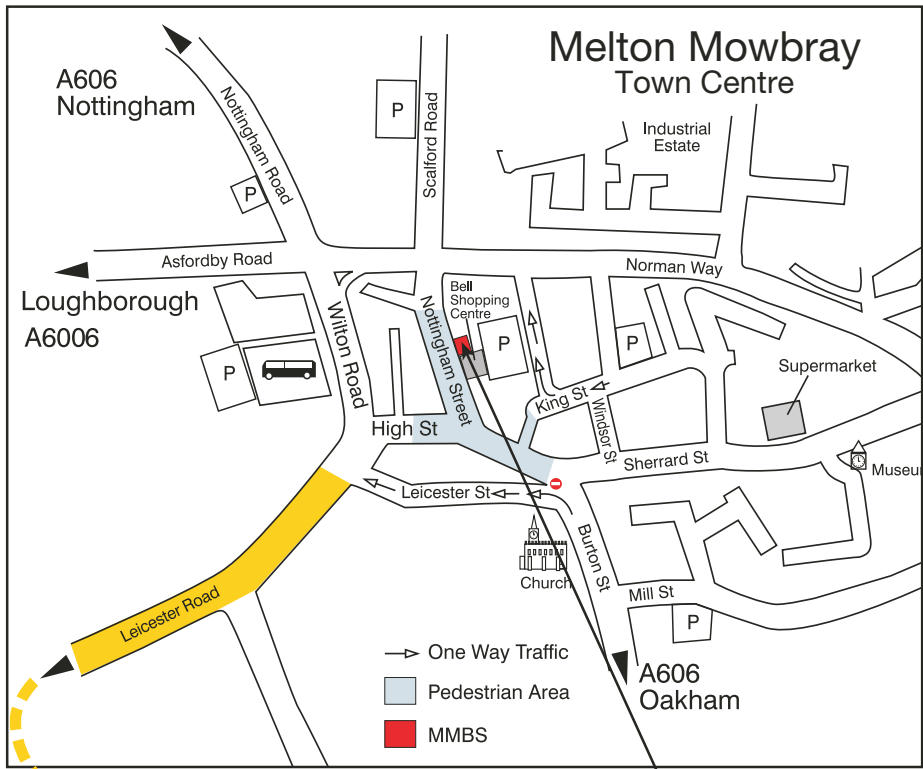 Melton Mowbray
Town Centre
A606
Nottingham
Nottingham Road
P
Scalford Road
Industrial
Estate
P
Asfordby Road
Norman Way
Loughborough
A6006
Bell
Shopping
Centre
P
P
P
Wilton Road
Nottingham Street
King St
Windsor St
Supermarket
High St
Sherrard St
Museum
Leicester St
Burton St
Church
Mill St
P
Leicester Road
One Way Traffic
Pedestrian Area
MMBS
A606
Oakham